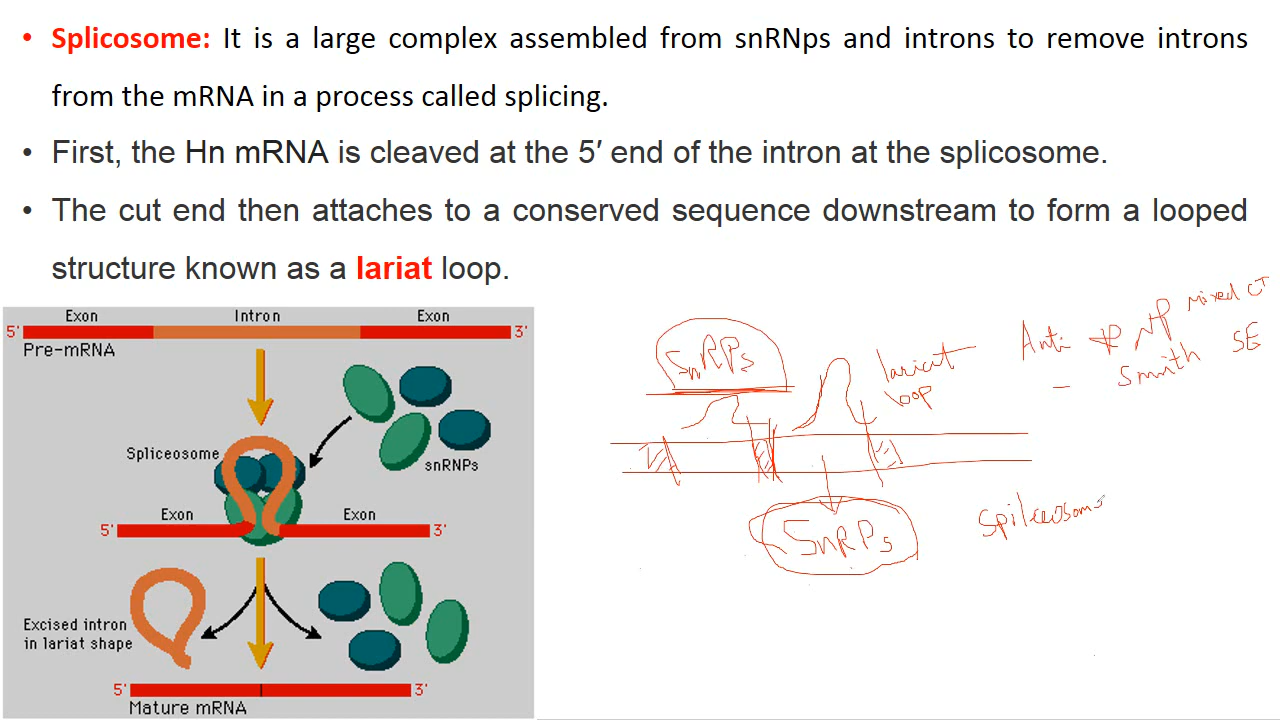 • Splicosome: It is a large complex assembled from snRNps and introns to remove introns
from the mRNA in a process called splicing.
• First, the Hn mRNA is cleaved at the 5′ end of the intron at the splicosome.
• The cut end then attaches to a conserved sequence downstream to form a looped
structure known as a lariat loop.
Exon Intron Exon
5' 3'
Pre-mRNA
Spliceosome
snRNPs
Exon Exon
5' 3'
Excised intron
in lariat shape
5' 3'
Mature mRNA
SnRPs
lariat
loop
Anti NP mixed CT
- Smith SE
SnRPs